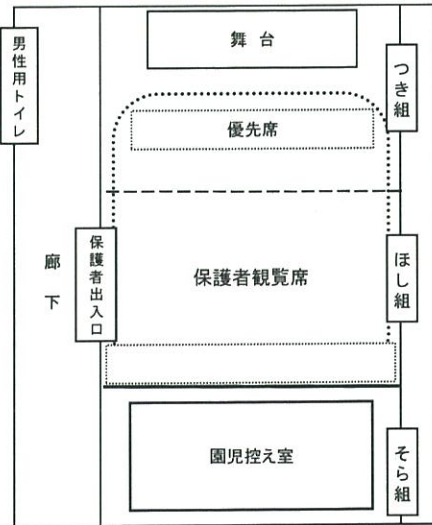 舞台
男性用トイレ
つき組
優先席
保護者出入口
廊下
保護者観覧席
ほし組
園児控え室
そら組